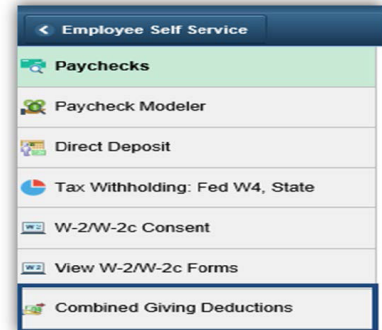 Employee Self Service
Paychecks
Paycheck Modeler
Direct Deposit
Tax Withholding: Fed W4, State
W-2/W-2c Consent
View W-2/W-2c Forms
Combined Giving Deductions